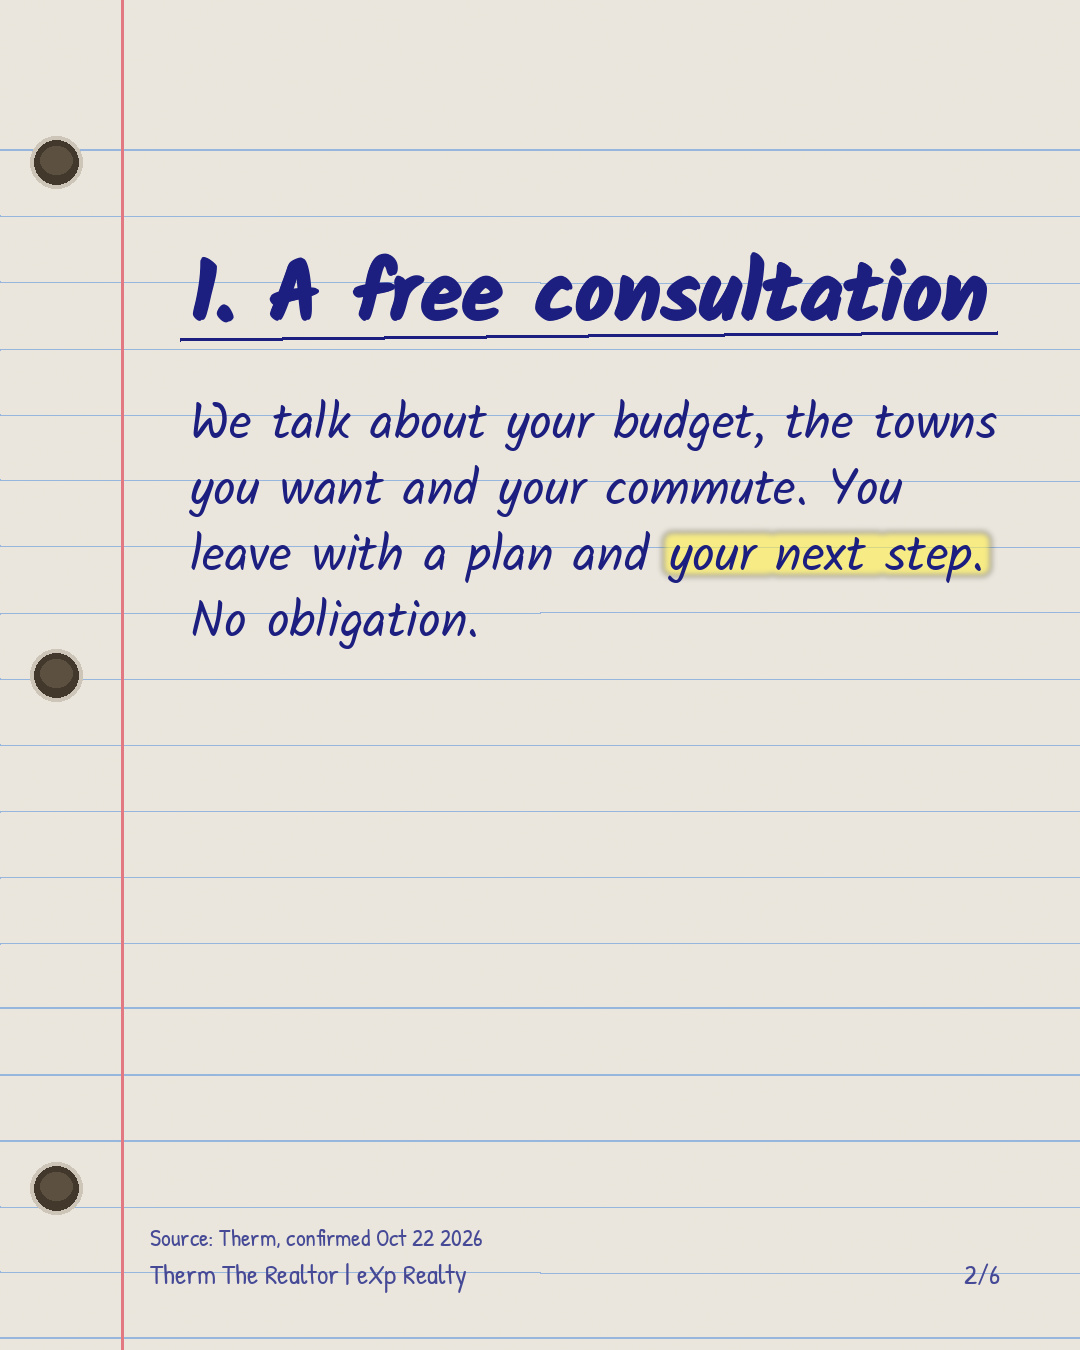 1. A free consultation
We talk about your budget, the towns
you want and your commute. You
leave with a plan and your next step.
No obligation.
Source: Therm, confirmed Oct 22 2026
Therm The Realtor | eXp Realty
2/6